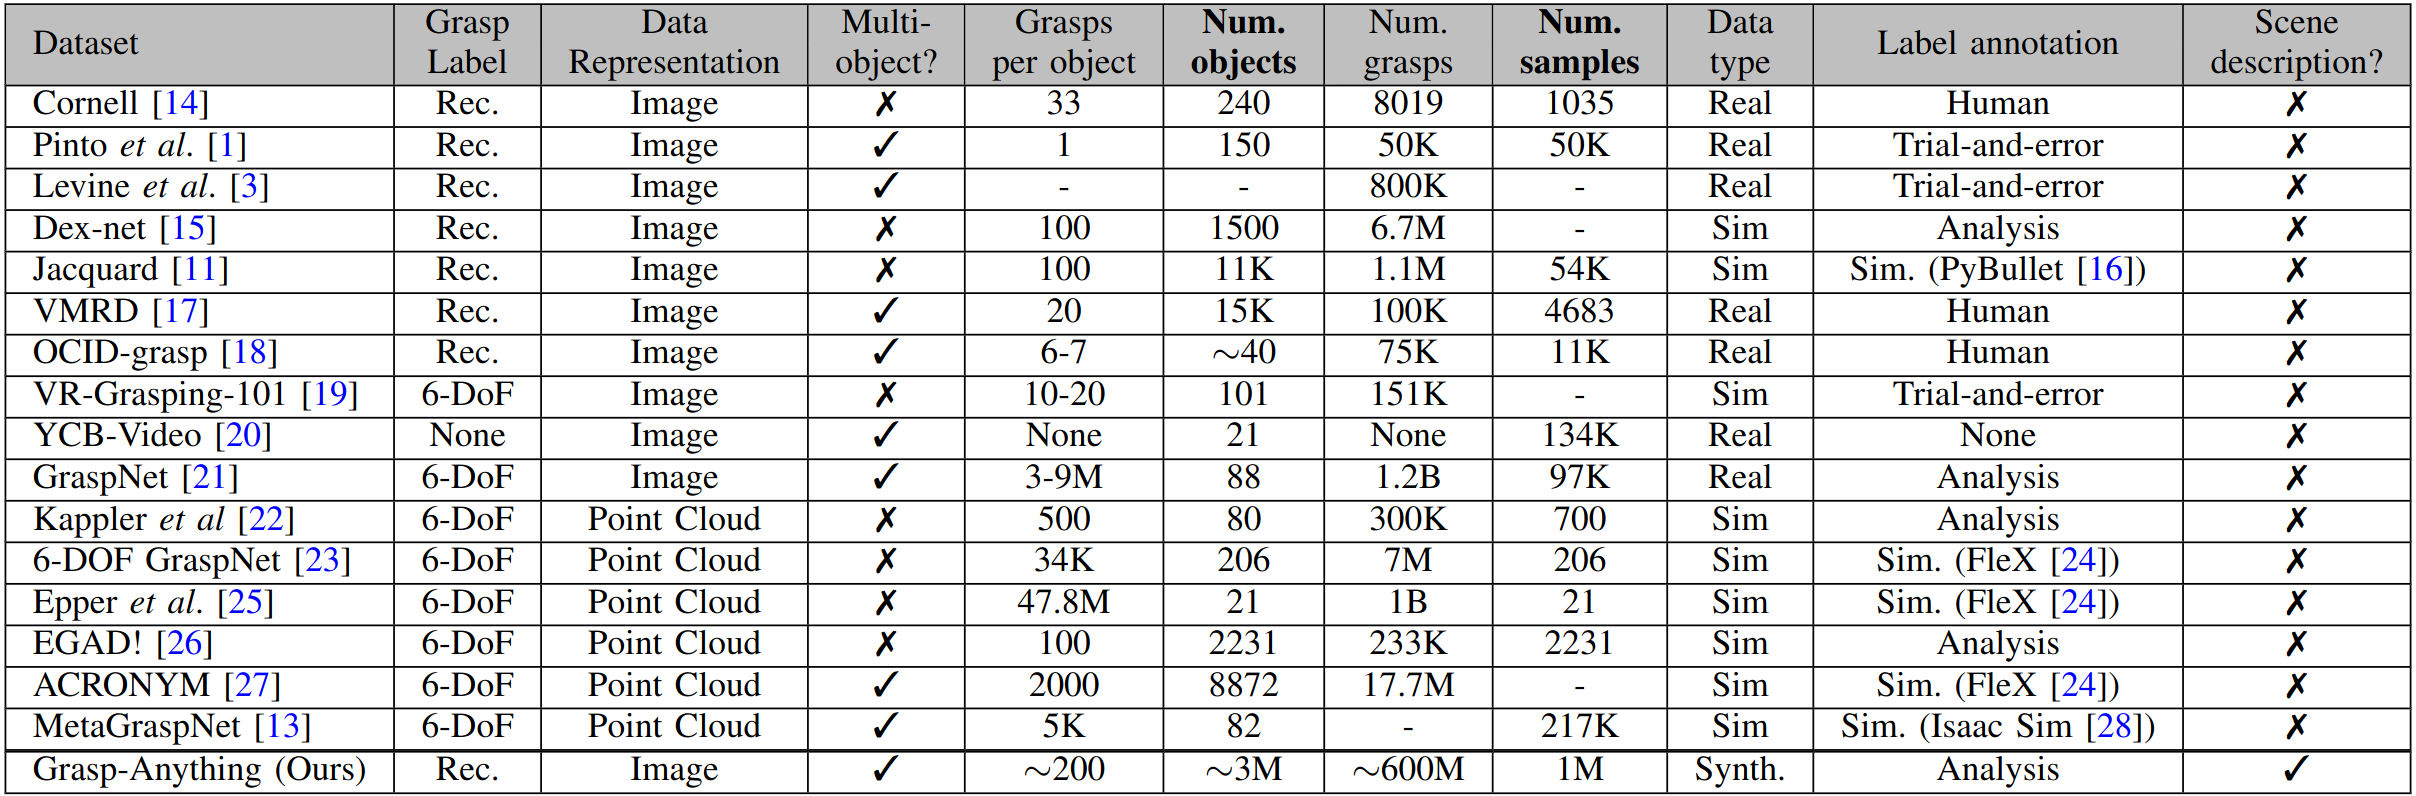 Dataset | Grasp Label | Data Representation | Multi-object? | Grasps per object | Num. objects | Num. grasps | Num. samples | Data type | Label annotation | Scene description?
Cornell [14] | Rec. | Image | ✗ | 33 | 240 | 8019 | 1035 | Real | Human | ✗
Pinto et al. [1] | Rec. | Image | ✓ | 1 | 150 | 50K | 50K | Real | Trial-and-error | ✗
Levine et al. [3] | Rec. | Image | ✓ | - | - | 800K | - | Real | Trial-and-error | ✗
Dex-net [15] | Rec. | Image | ✗ | 100 | 1500 | 6.7M | - | Sim | Analysis | ✗
Jacquard [11] | Rec. | Image | ✗ | 100 | 11K | 1.1M | 54K | Sim | Sim. (PyBullet [16]) | ✗
VMRD [17] | Rec. | Image | ✓ | 20 | 15K | 100K | 4683 | Real | Human | ✗
OCID-grasp [18] | Rec. | Image | ✓ | 6-7 | ~40 | 75K | 11K | Real | Human | ✗
VR-Grasping-101 [19] | 6-DoF | Image | ✗ | 10-20 | 101 | 151K | - | Sim | Trial-and-error | ✗
YCB-Video [20] | None | Image | ✓ | None | 21 | None | 134K | Real | None | ✗
GraspNet [21] | 6-DoF | Image | ✓ | 3-9M | 88 | 1.2B | 97K | Real | Analysis | ✗
Kappler et al [22] | 6-DoF | Point Cloud | ✗ | 500 | 80 | 300K | 700 | Sim | Analysis | ✗
6-DOF GraspNet [23] | 6-DoF | Point Cloud | ✗ | 34K | 206 | 7M | 206 | Sim | Sim. (FleX [24]) | ✗
Epper et al. [25] | 6-DoF | Point Cloud | ✗ | 47.8M | 21 | 1B | 21 | Sim | Sim. (FleX [24]) | ✗
EGAD! [26] | 6-DoF | Point Cloud | ✗ | 100 | 2231 | 233K | 2231 | Sim | Analysis | ✗
ACRONYM [27] | 6-DoF | Point Cloud | ✓ | 2000 | 8872 | 17.7M | - | Sim | Sim. (FleX [24]) | ✗
MetaGraspNet [13] | 6-DoF | Point Cloud | ✓ | 5K | 82 | - | 217K | Sim | Sim. (Isaac Sim [28]) | ✗
Grasp-Anything (Ours) | Rec. | Image | ✓ | ~200 | ~3M | ~600M | 1M | Synth. | Analysis | ✓